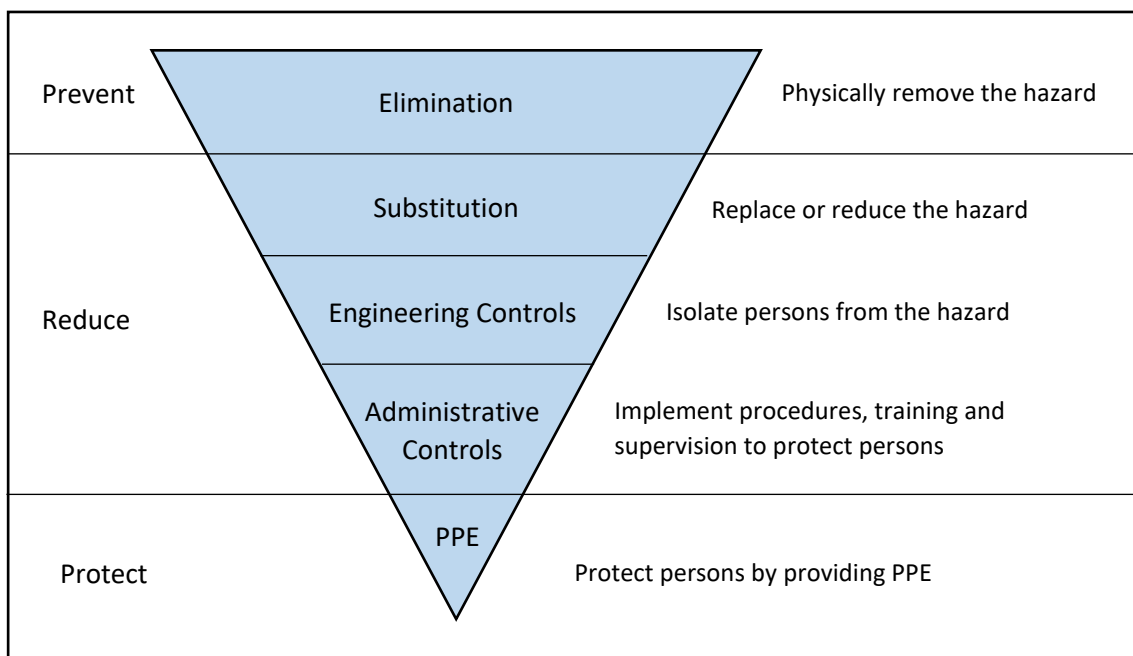 Prevent
Elimination
Physically remove the hazard
Substitution
Replace or reduce the hazard
Reduce
Engineering Controls
Isolate persons from the hazard
Administrative
Controls
Implement procedures, training and
supervision to protect persons
PPE
Protect
Protect persons by providing PPE